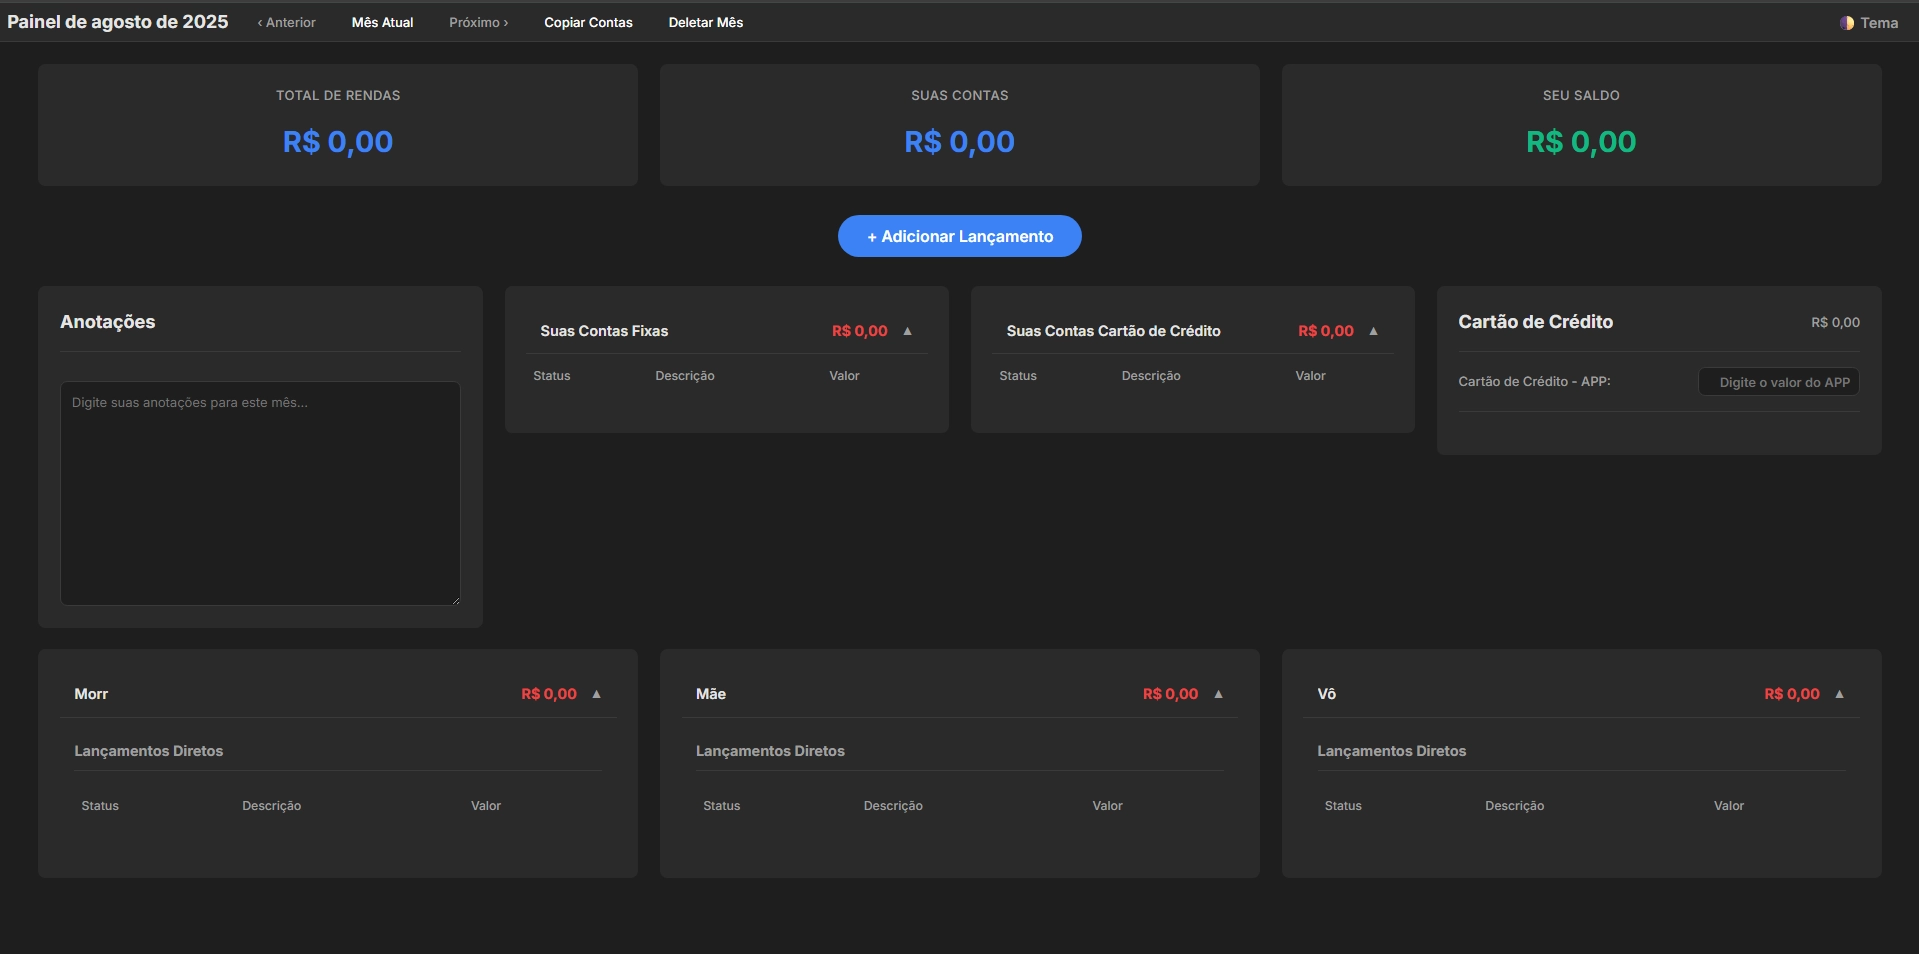 Painel de agosto de 2025 ‹ Anterior Mês Atual Próximo › Copiar Contas Deletar Mês Tema
TOTAL DE RENDAS
R$ 0,00
SUAS CONTAS
R$ 0,00
SEU SALDO
R$ 0,00
+ Adicionar Lançamento
Anotações
Digite suas anotações para este mês...
Suas Contas Fixas R$ 0,00 ▲
Status Descrição Valor
Suas Contas Cartão de Crédito R$ 0,00 ▲
Status Descrição Valor
Cartão de Crédito R$ 0,00
Cartão de Crédito - APP: Digite o valor do APP
Morr R$ 0,00 ▲
Lançamentos Diretos
Status Descrição Valor
Mãe R$ 0,00 ▲
Lançamentos Diretos
Status Descrição Valor
Vô R$ 0,00 ▲
Lançamentos Diretos
Status Descrição Valor